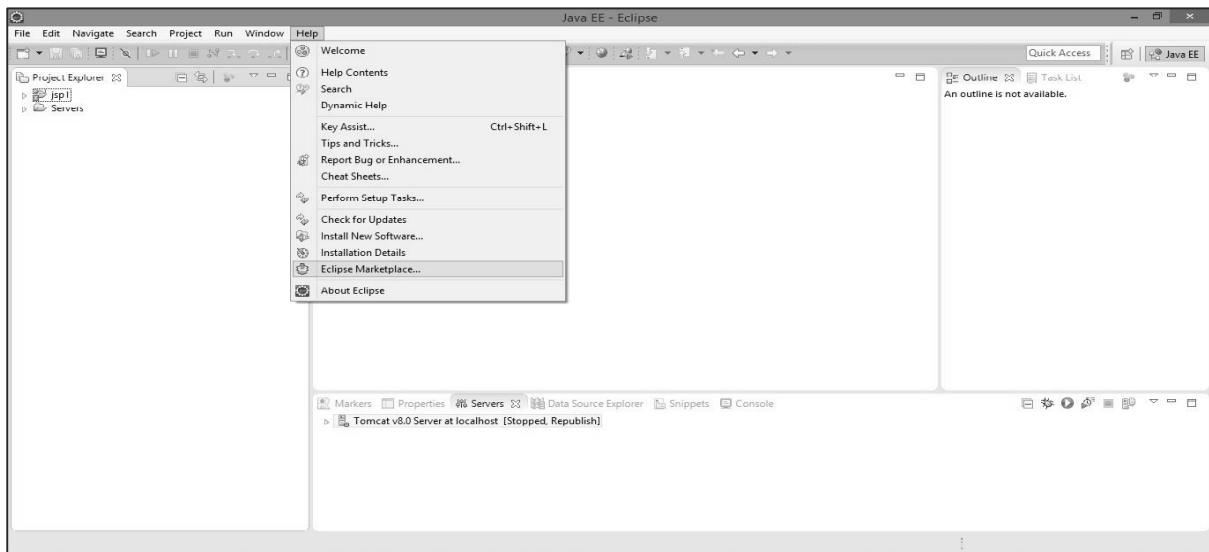 Java EE - Eclipse
File Edit Navigate Search Project Run Window Help
Quick Access
Java EE
Project Explorer
jsp1
Servers
Welcome
Help Contents
Search
Dynamic Help
Key Assist... Ctrl+Shift+L
Tips and Tricks...
Report Bug or Enhancement...
Cheat Sheets...
Perform Setup Tasks...
Check for Updates
Install New Software...
Installation Details
Eclipse Marketplace...
About Eclipse
Outline Task List
An outline is not available.
Markers Properties Servers Data Source Explorer Snippets Console
Tomcat v8.0 Server at localhost [Stopped, Republish]